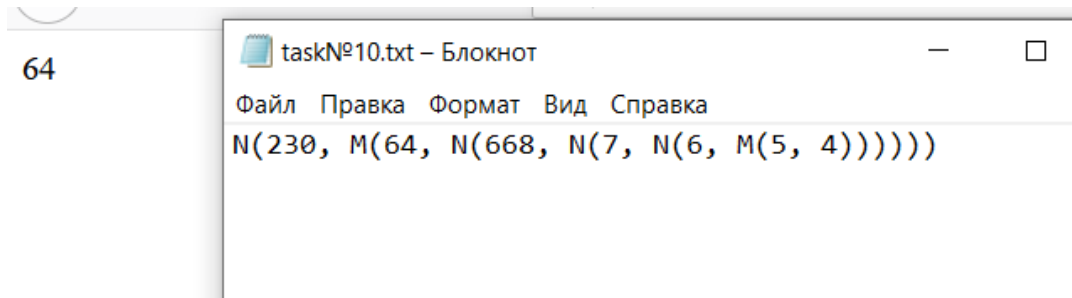 64
taskNº10.txt – Блокнот
Файл Правка Формат Вид Справка
N(230, M(64, N(668, N(7, N(6, M(5, 4))))))